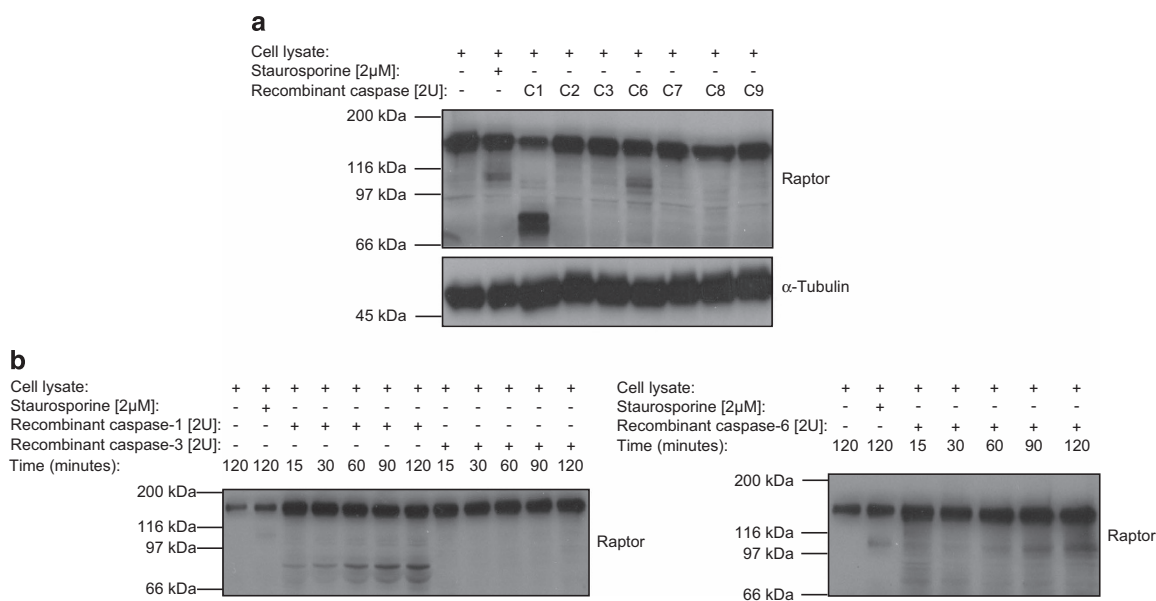 a
Cell lysate: + + + + + + + + +
Staurosporine [2μM]: - + - - - - - - -
Recombinant caspase [2U]: - - C1 C2 C3 C6 C7 C8 C9
200 kDa
116 kDa
97 kDa
66 kDa
Raptor
α-Tubulin
45 kDa
b
Cell lysate: + + + + + + + + + + + +
Staurosporine [2μM]: - + - - - - - - - - - -
Recombinant caspase-1 [2U]: - - + + + + + - - - - -
Recombinant caspase-3 [2U]: - - - - - - - + + + + +
Time (minutes): 120 120 15 30 60 90 120 15 30 60 90 120
200 kDa
116 kDa
97 kDa
66 kDa
Raptor
Cell lysate: + + + + + + +
Staurosporine [2μM]: - + - - - - -
Recombinant caspase-6 [2U]: - - + + + + +
Time (minutes): 120 120 15 30 60 90 120
200 kDa
116 kDa
97 kDa
66 kDa
Raptor